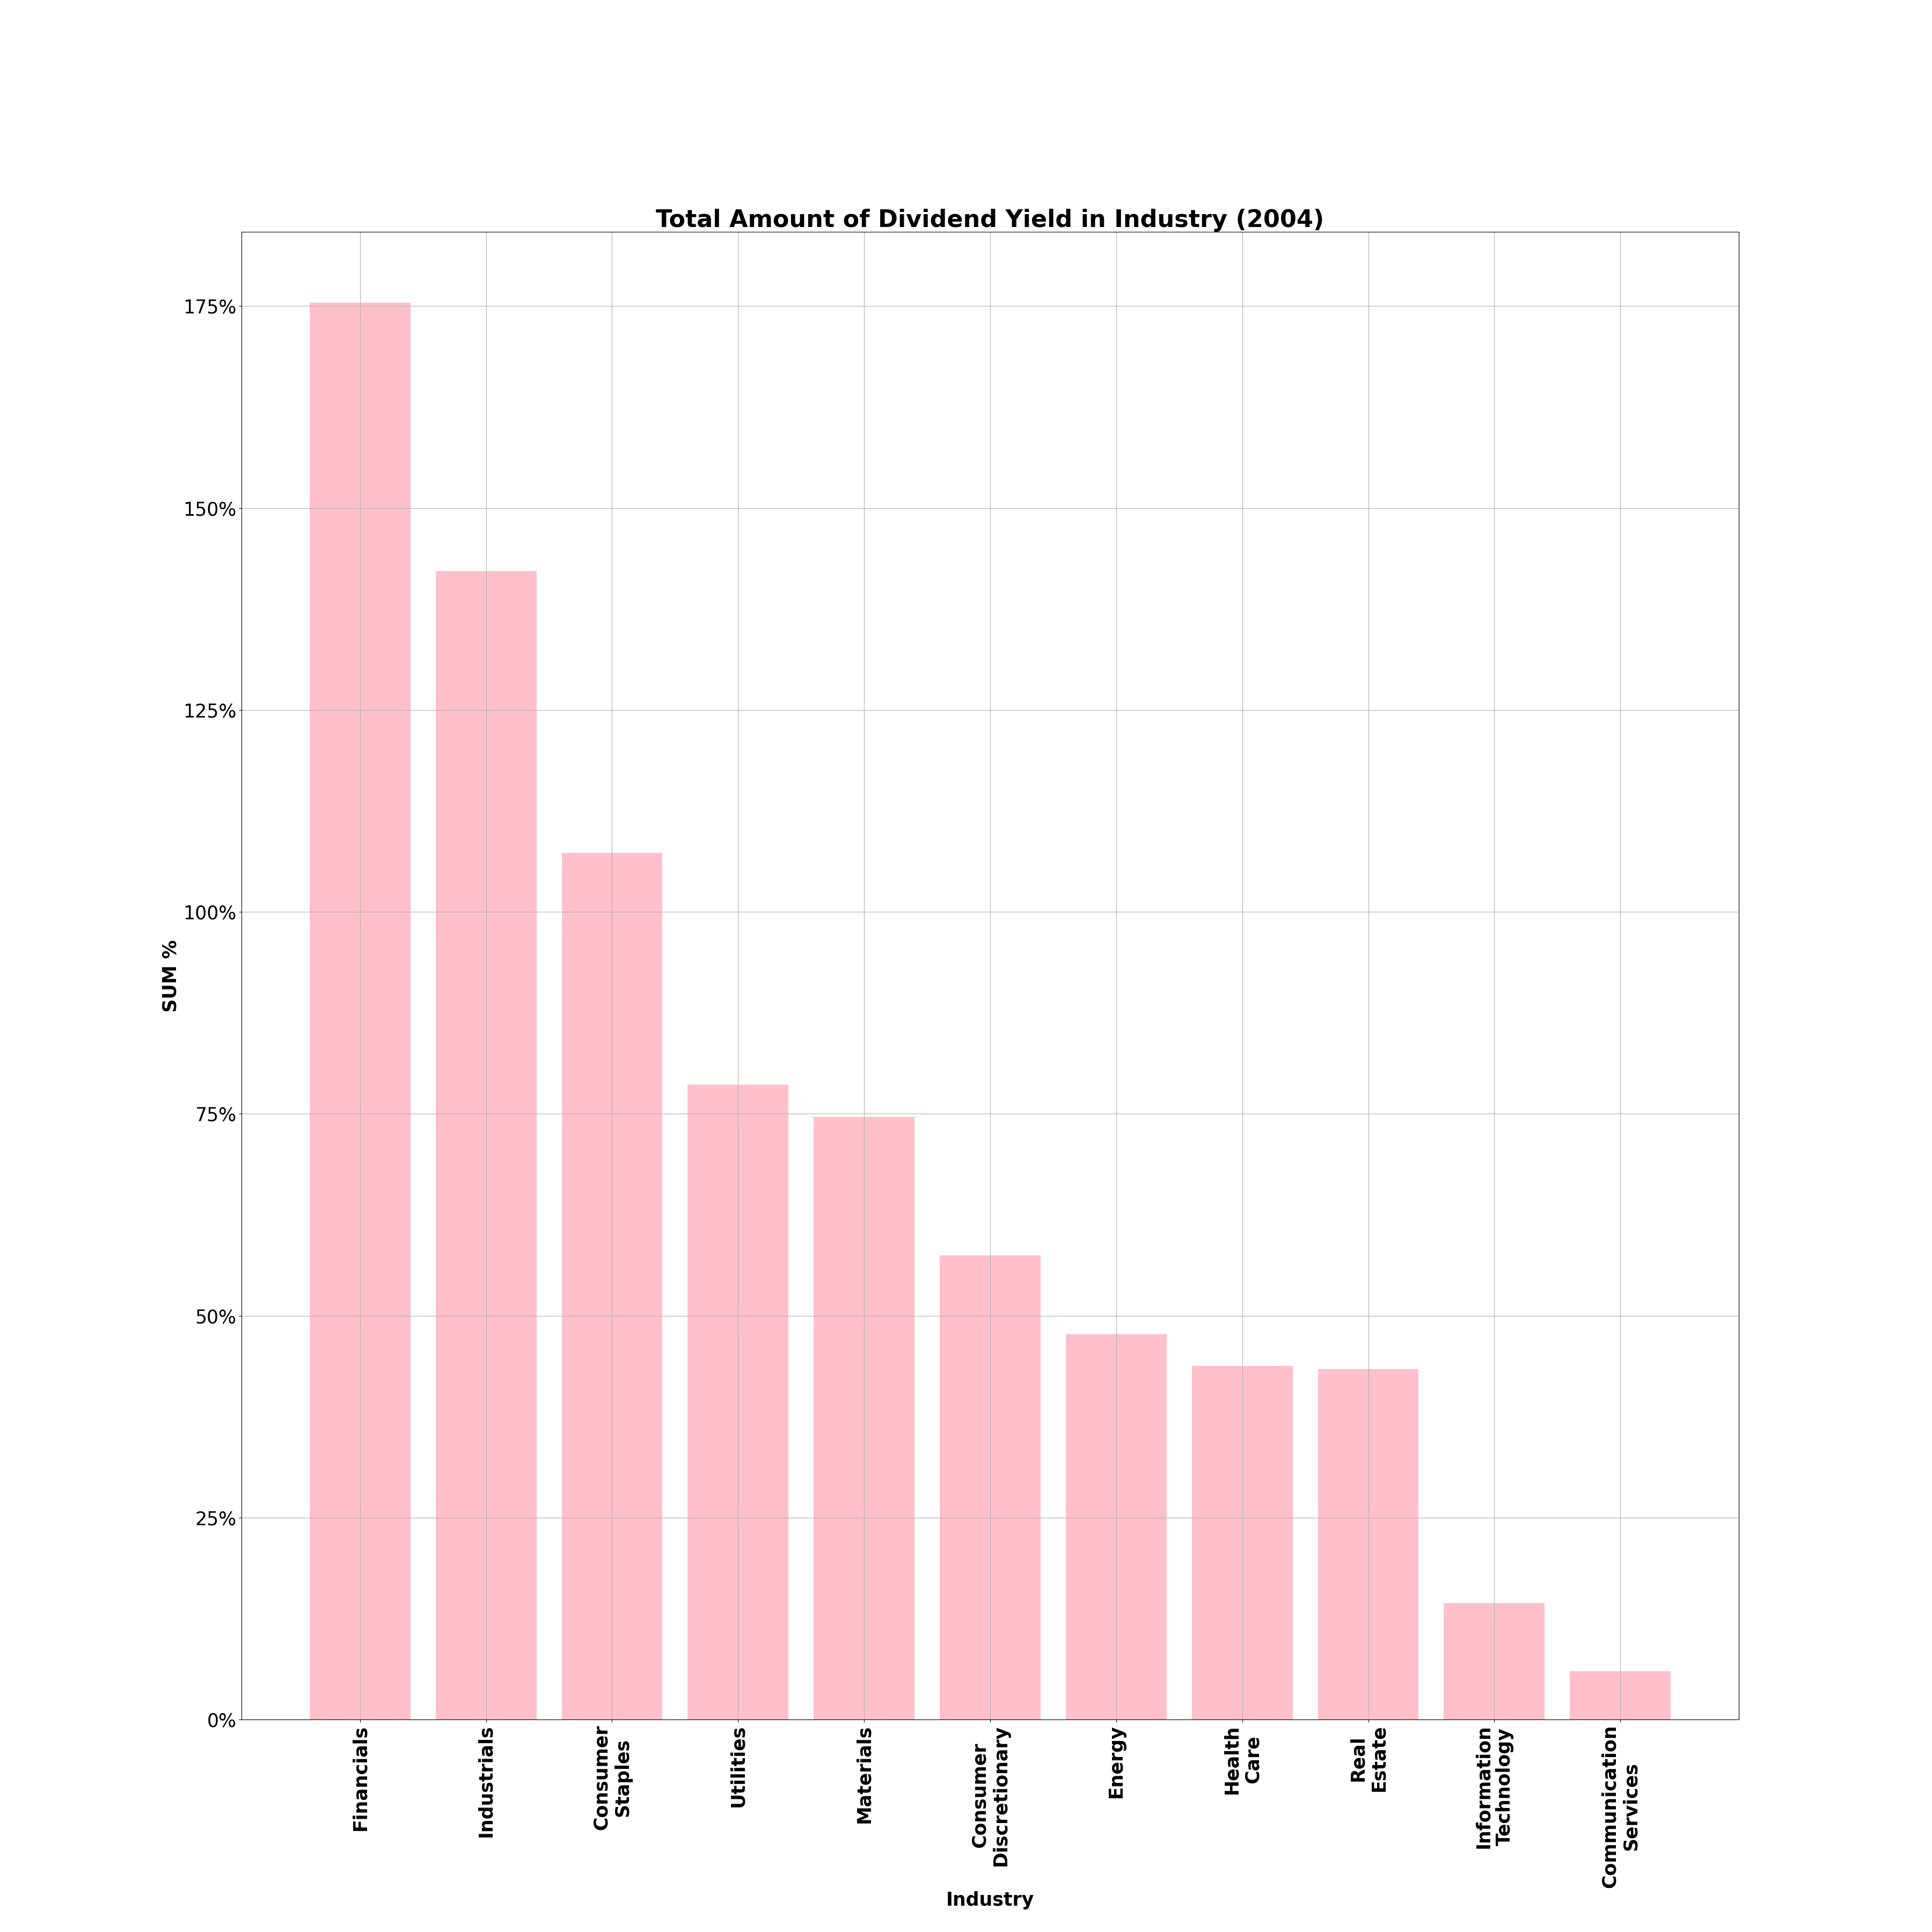 Total Amount of Dividend Yield in Industry (2004)
175%
150%
125%
100%
75%
50%
25%
0%
SUM %
Financials
Industrials
Consumer
Staples
Utilities
Materials
Consumer
Discretionary
Energy
Health
Care
Real
Estate
Information
Technology
Communication
Services
Industry